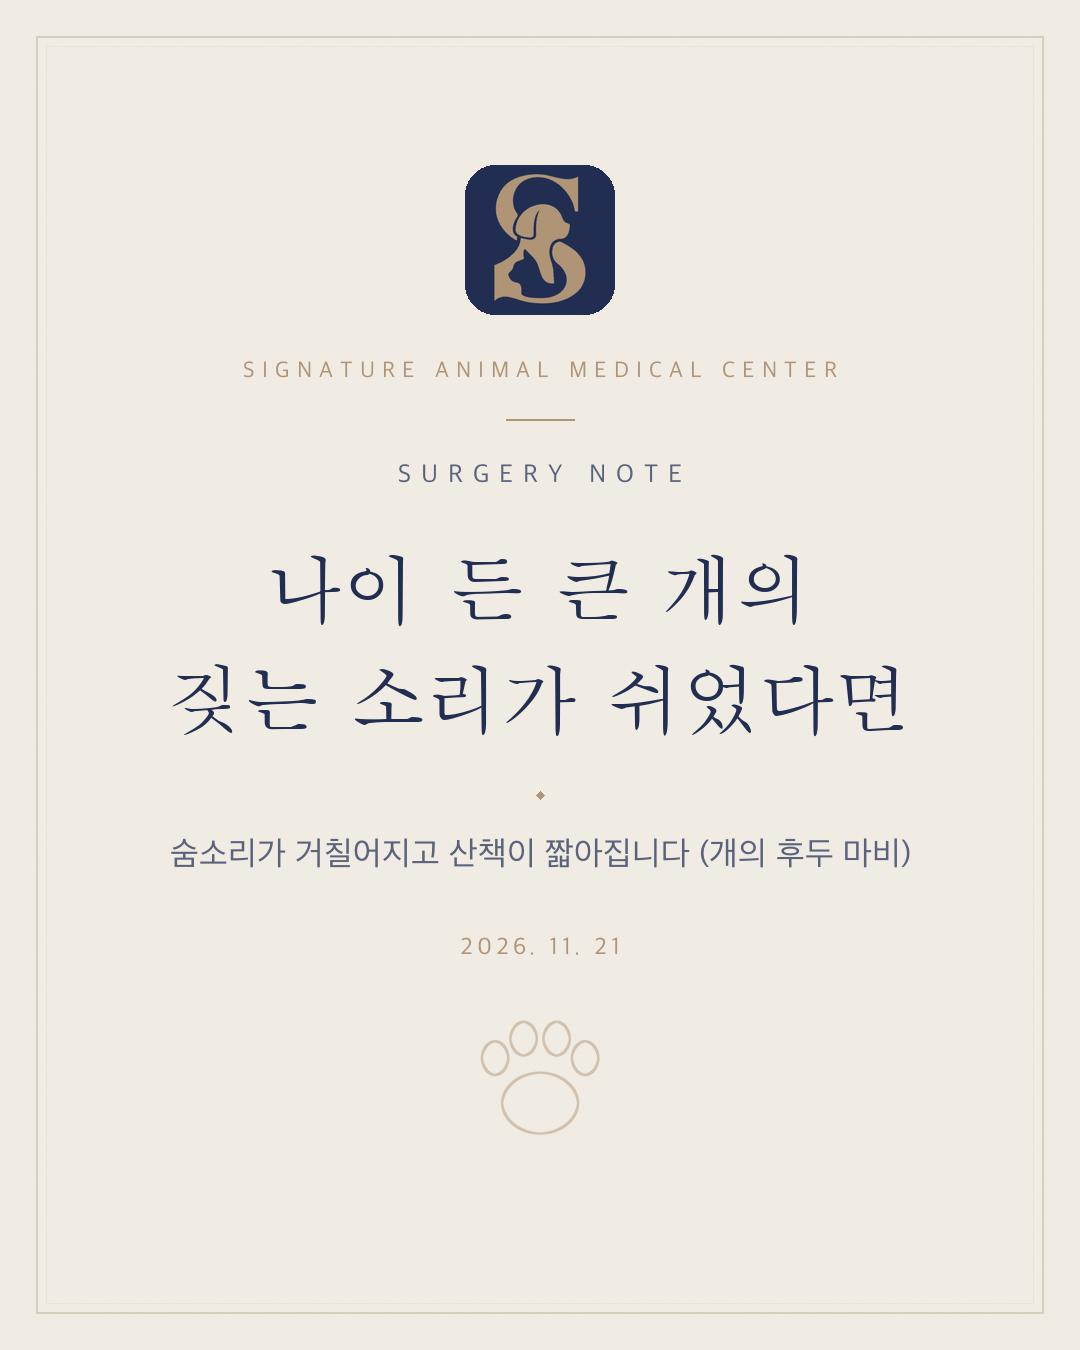 SIGNATURE ANIMAL MEDICAL CENTER
SURGERY NOTE
나이 든 큰 개의
짖는 소리가 쉬었다면
숨소리가 거칠어지고 산책이 짧아집니다 (개의 후두 마비)
2026. 11. 21